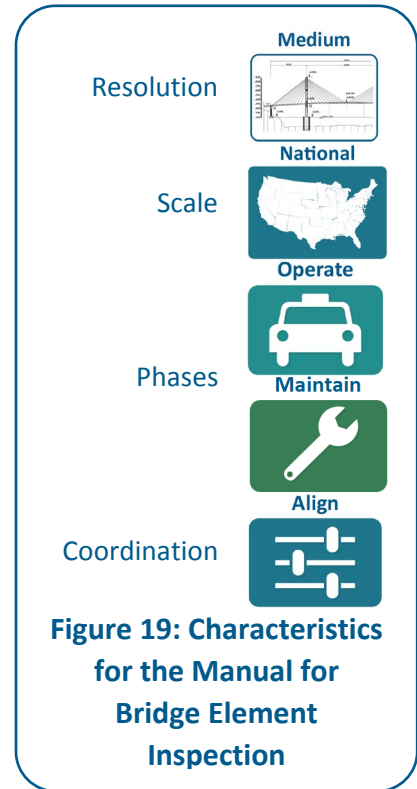 Medium
Resolution
National
Scale
Operate
Phases
Maintain
Align
Coordination
Figure 19: Characteristics
for the Manual for
Bridge Element
Inspection